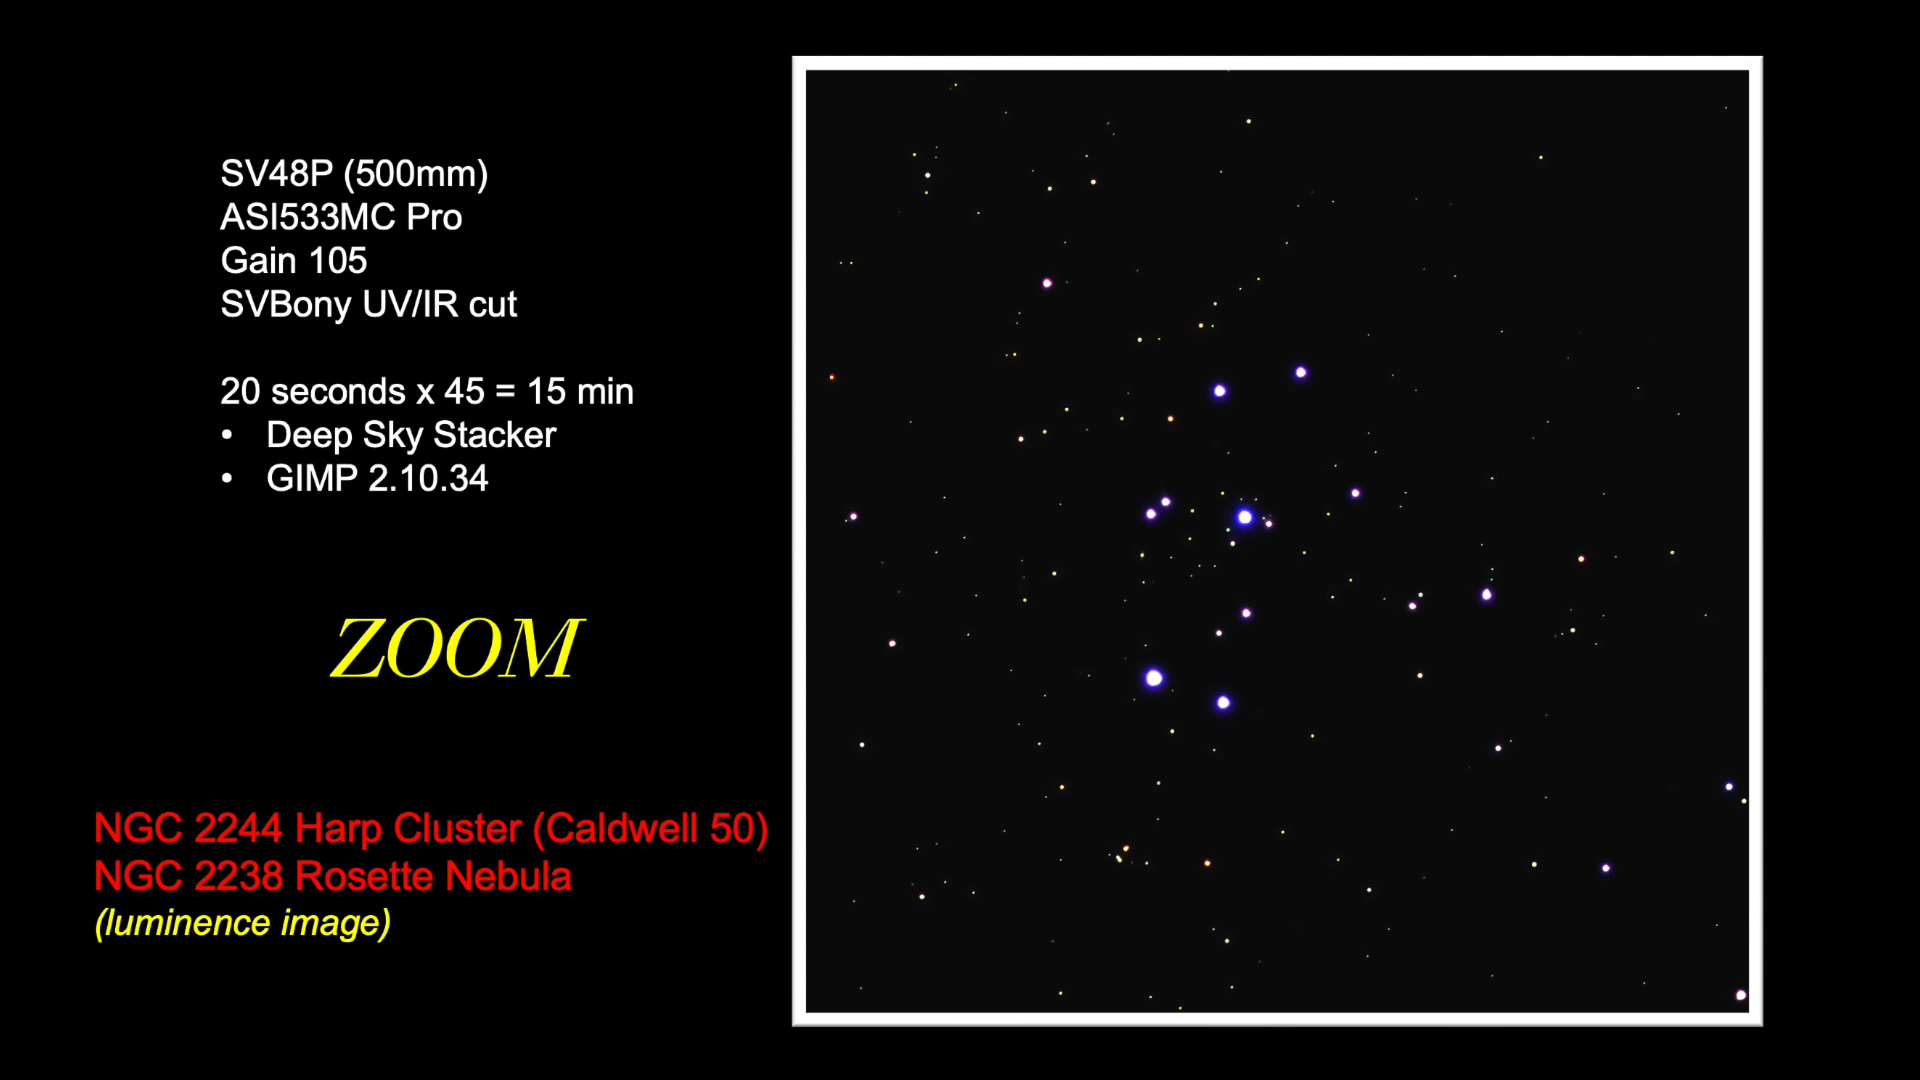 SV48P (500mm)
ASI533MC Pro
Gain 105
SVBony UV/IR cut
20 seconds x 45 = 15 min
• Deep Sky Stacker
• GIMP 2.10.34
ZOOM
NGC 2244 Harp Cluster (Caldwell 50)
NGC 2238 Rosette Nebula
(luminence image)